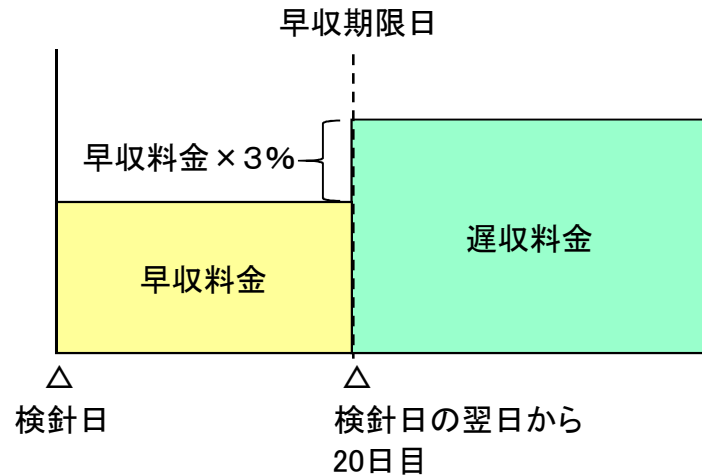 早収期限日
早収料金×3%
遅収料金
早収料金
△
△
検針日
検針日の翌日から
20日目